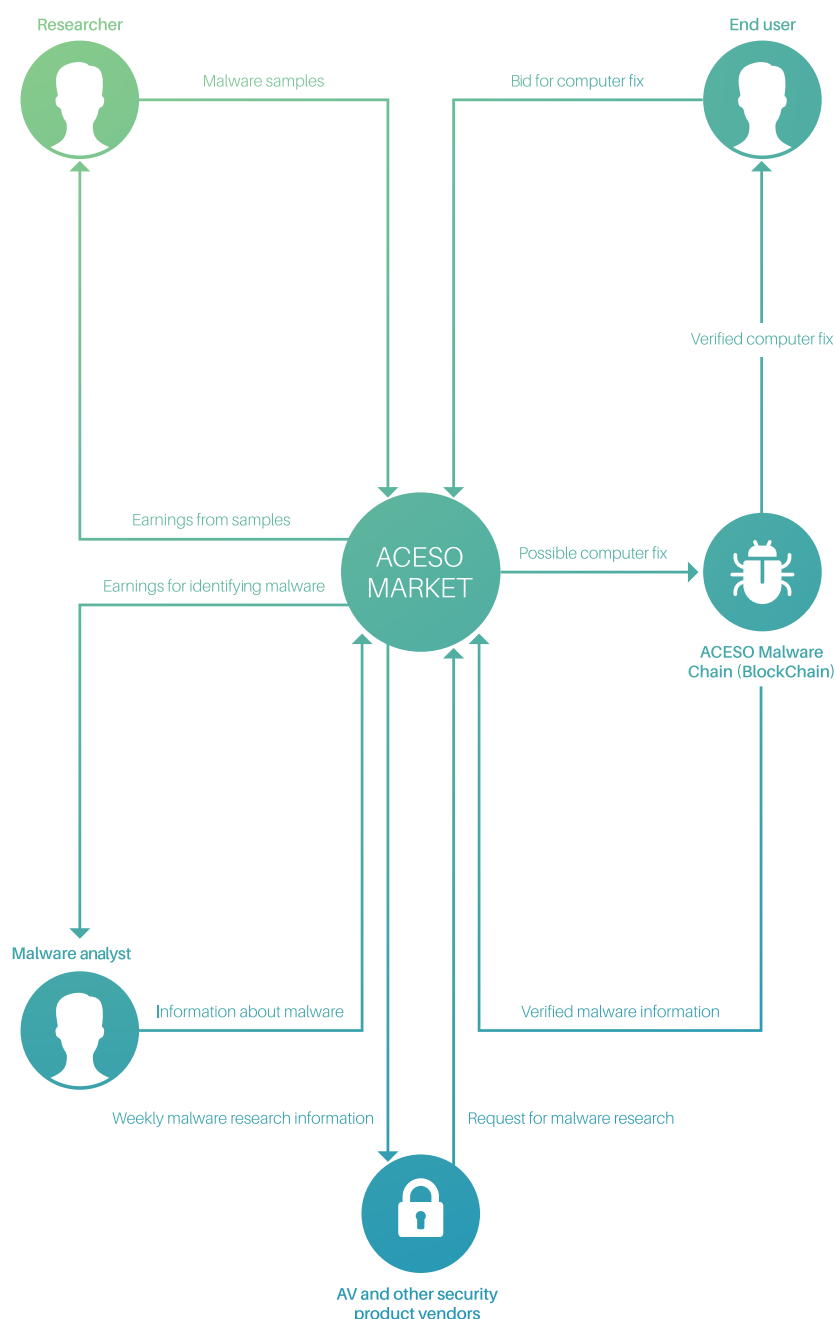 Researcher
End user
Malware samples
Bid for computer fix
Verified computer fix
Earnings from samples
ACESO
MARKET
Possible computer fix
Earnings for identifying malware
ACESO Malware
Chain (BlockChain)
Malware analyst
Information about malware
Verified malware information
Weekly malware research information
Request for malware research
AV and other security
product vendors